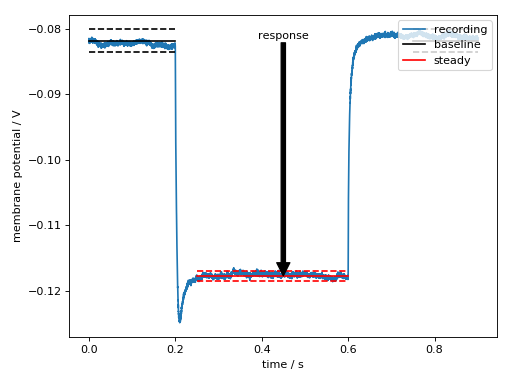 −0.08
−0.09
−0.10
−0.11
−0.12
membrane potential / V
response
recording
baseline
steady
0.0
0.2
0.4
0.6
0.8
time / s